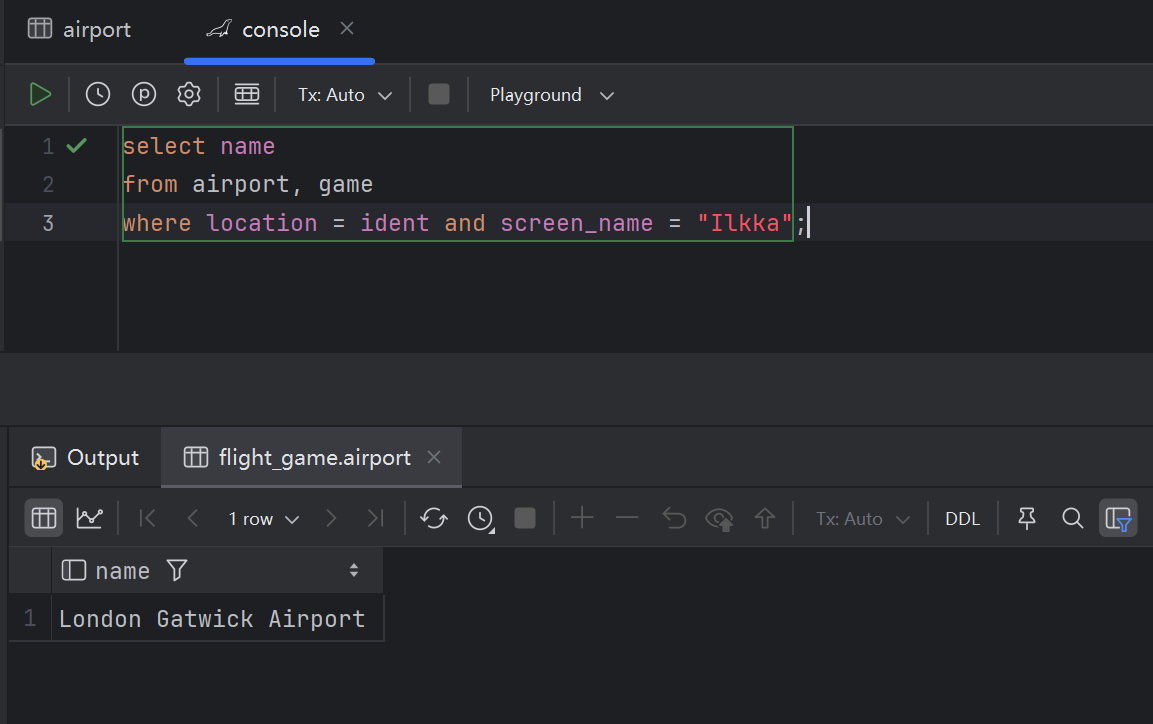 airport console
Tx: Auto Playground
1 select name
2 from airport, game
3 where location = ident and screen_name = "Ilkka";
Output flight_game.airport
1 row Tx: Auto DDL
name
1 London Gatwick Airport